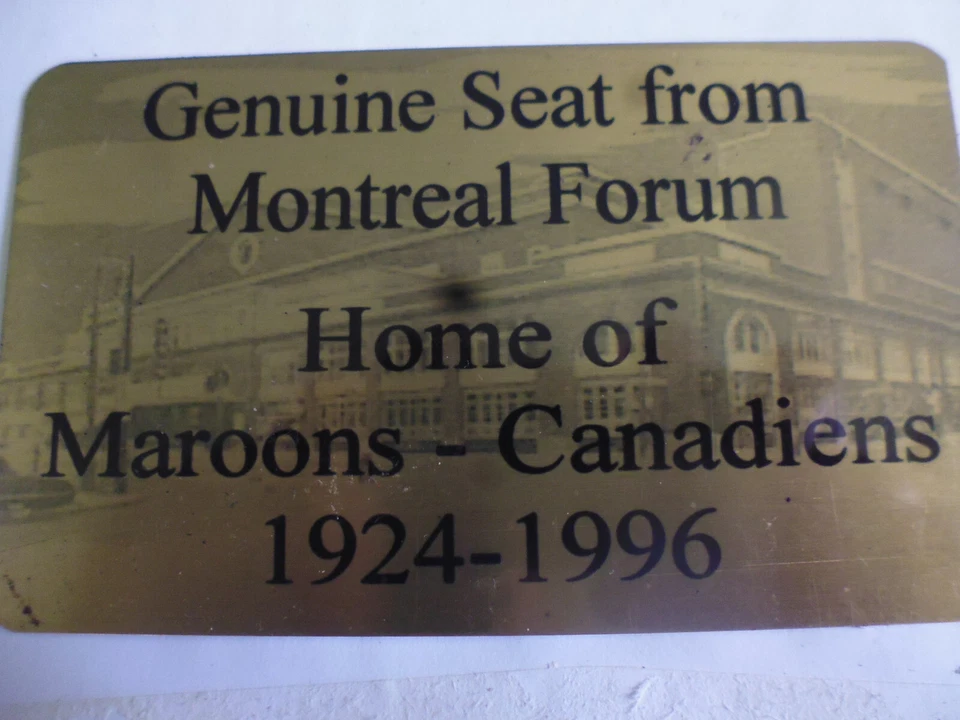 Genuine Seat from
Montreal Forum
Home of
Maroons - Canadiens
1924-1996